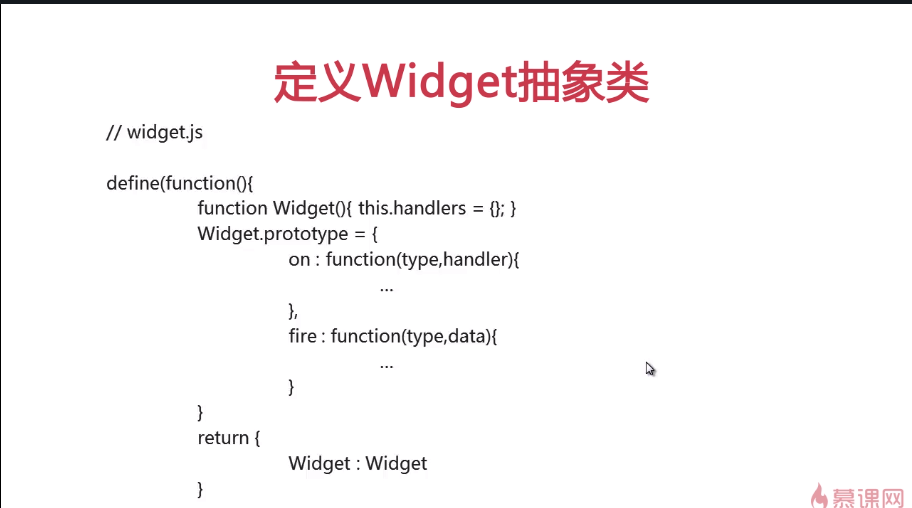 定义Widget抽象类
// widget.js
define(function(){
function Widget(){ this.handlers = {}; }
Widget.prototype = {
on : function(type,handler){
...
},
fire : function(type,data){
...
}
}
return {
Widget : Widget
}
慕课网